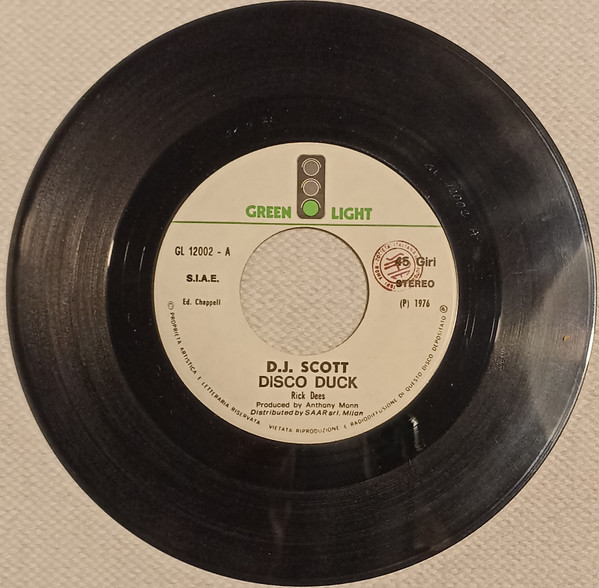 GREEN LIGHT
GL 12002 - A
45 Giri
S.I.A.E.
STEREO
Ed. Chappell
(P) 1976
D.J. SCOTT
DISCO DUCK
Rick Dees
Produced by Anthony Monn
Distributed by SAAR srl. Milan
© PROPRIETÀ ARTISTICA E LETTERARIA RISERVATA VIETATA RIPRODUZIONE E RADIODIFFUSIONE DI QUESTO DISCO DEPOSITATO ®